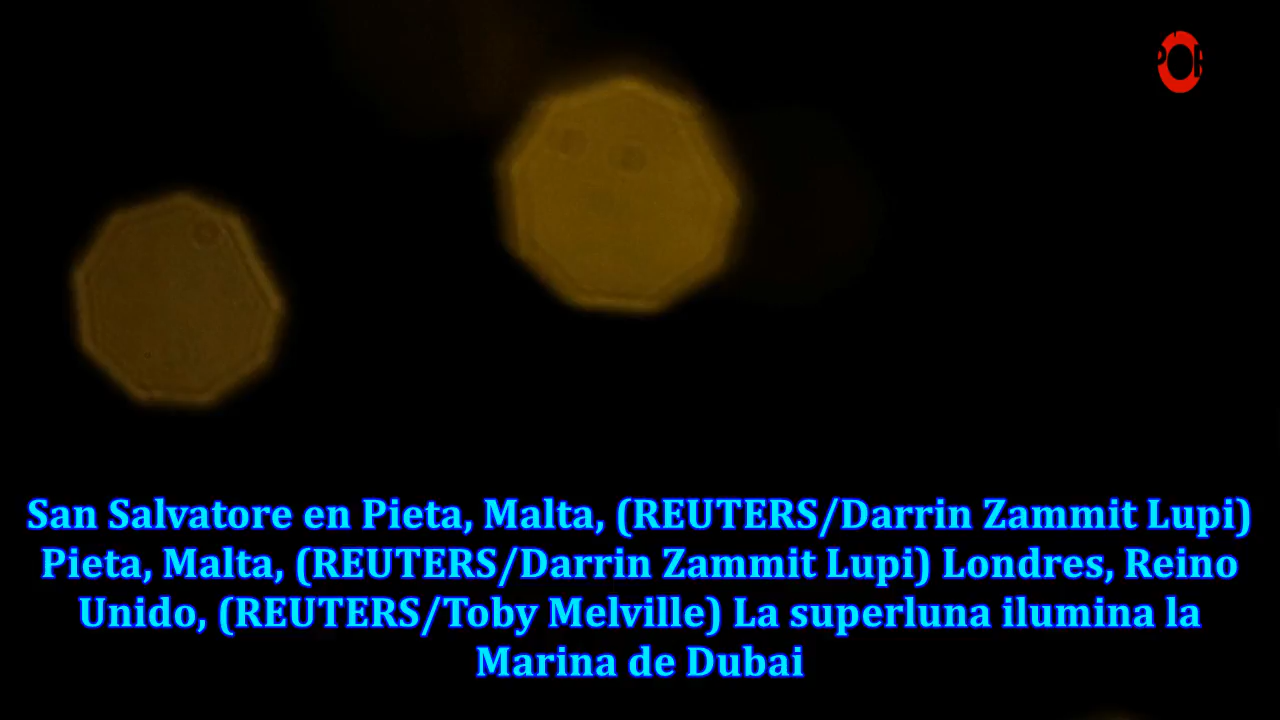 San Salvatore en Pieta, Malta, (REUTERS/Darrin Zammit Lupi)
Pieta, Malta, (REUTERS/Darrin Zammit Lupi) Londres, Reino
Unido, (REUTERS/Toby Melville) La superluna ilumina la
Marina de Dubai